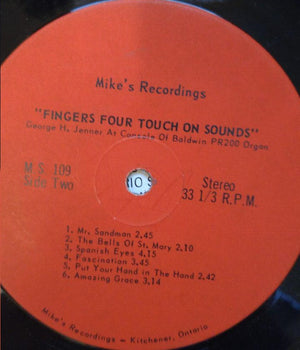 Mike's Recordings
"FINGERS FOUR TOUCH ON SOUNDS"
George H. Jenner At Console Of Baldwin PR200 Organ
M S 109
Side Two
Stereo
33 1/3 R.P.M.
1. Mr. Sandman 2.45
2. The Bells Of St. Mary 2.10
3. Spanish Eyes 4.15
4. Fascination 3.45
5. Put Your Hand in The Hand 2.42
6. Amazing Grace 3.14
Mike's Recordings – Kitchener, Ontario